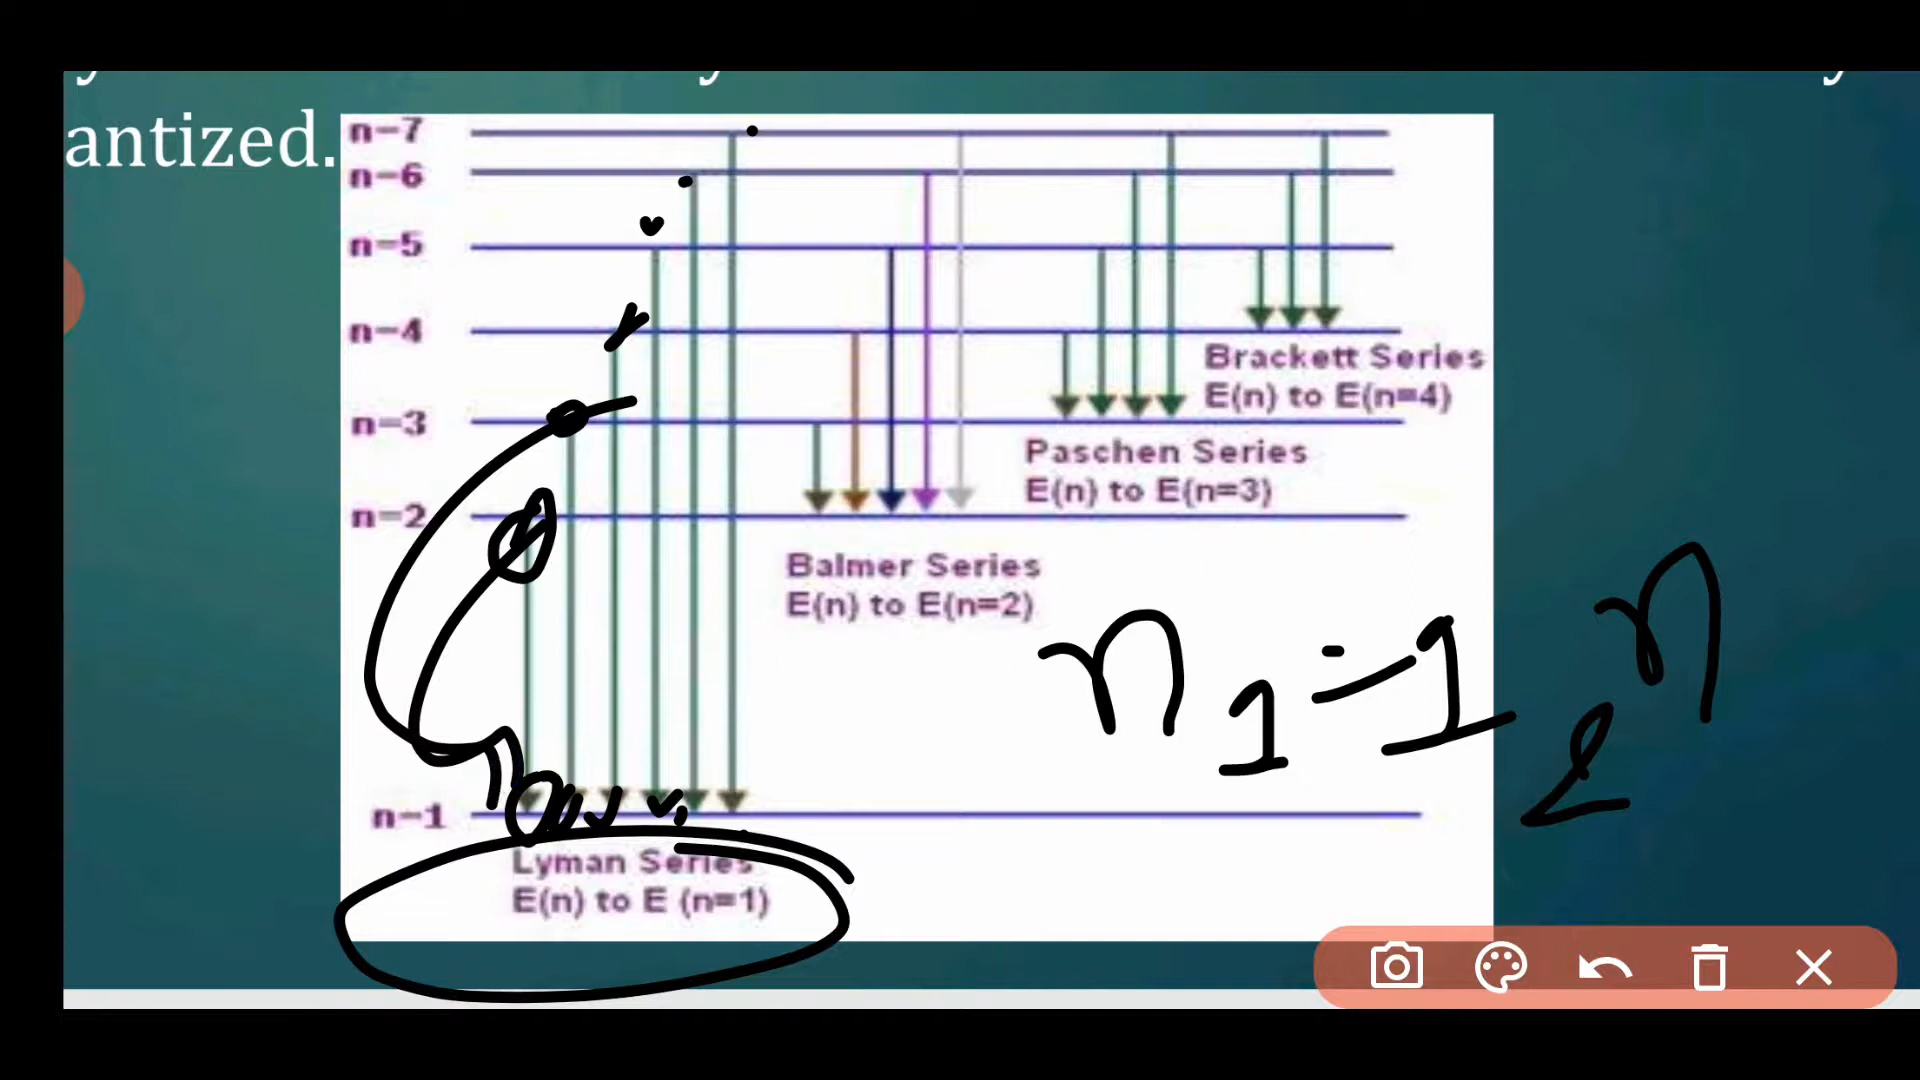 antized.
n=7
n=6
n=5
n=4
Brackett Series
E(n) to E(n=4)
n=3
Paschen Series
E(n) to E(n=3)
n=2
Balmer Series
E(n) to E(n=2)
n1=1
n2
n=1
Lyman Series
E(n) to E (n=1)